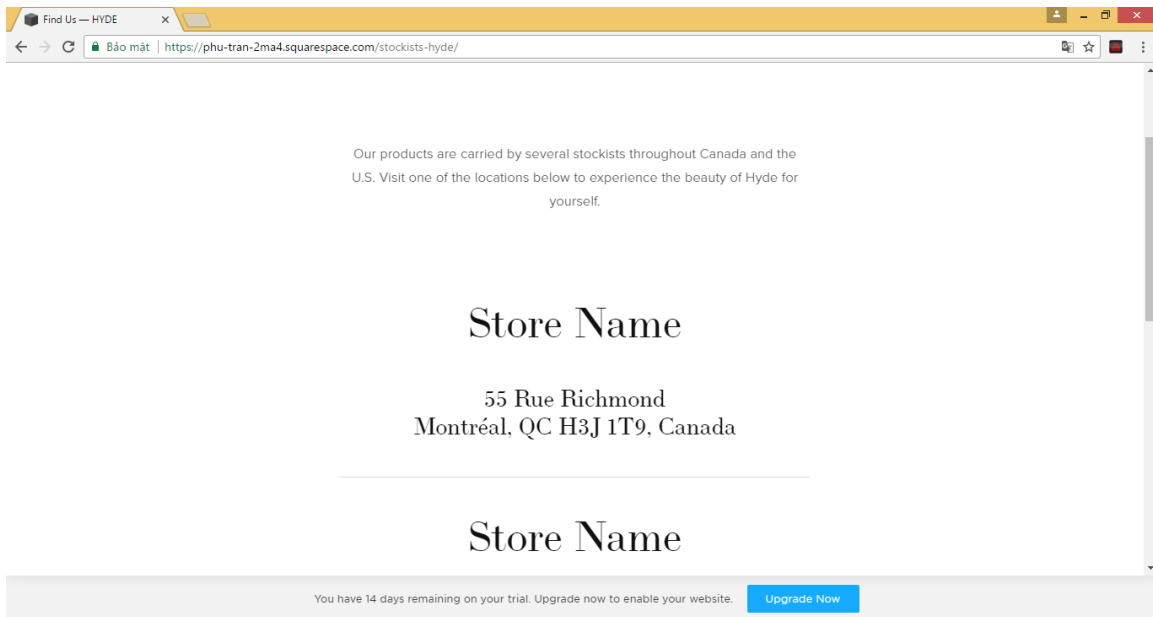 Find Us — HYDE
Bảo mật | https://phu-tran-2ma4.squarespace.com/stockists-hyde/
Our products are carried by several stockists throughout Canada and the
U.S. Visit one of the locations below to experience the beauty of Hyde for
yourself.
Store Name
55 Rue Richmond
Montréal, QC H3J 1T9, Canada
Store Name
You have 14 days remaining on your trial. Upgrade now to enable your website. Upgrade Now